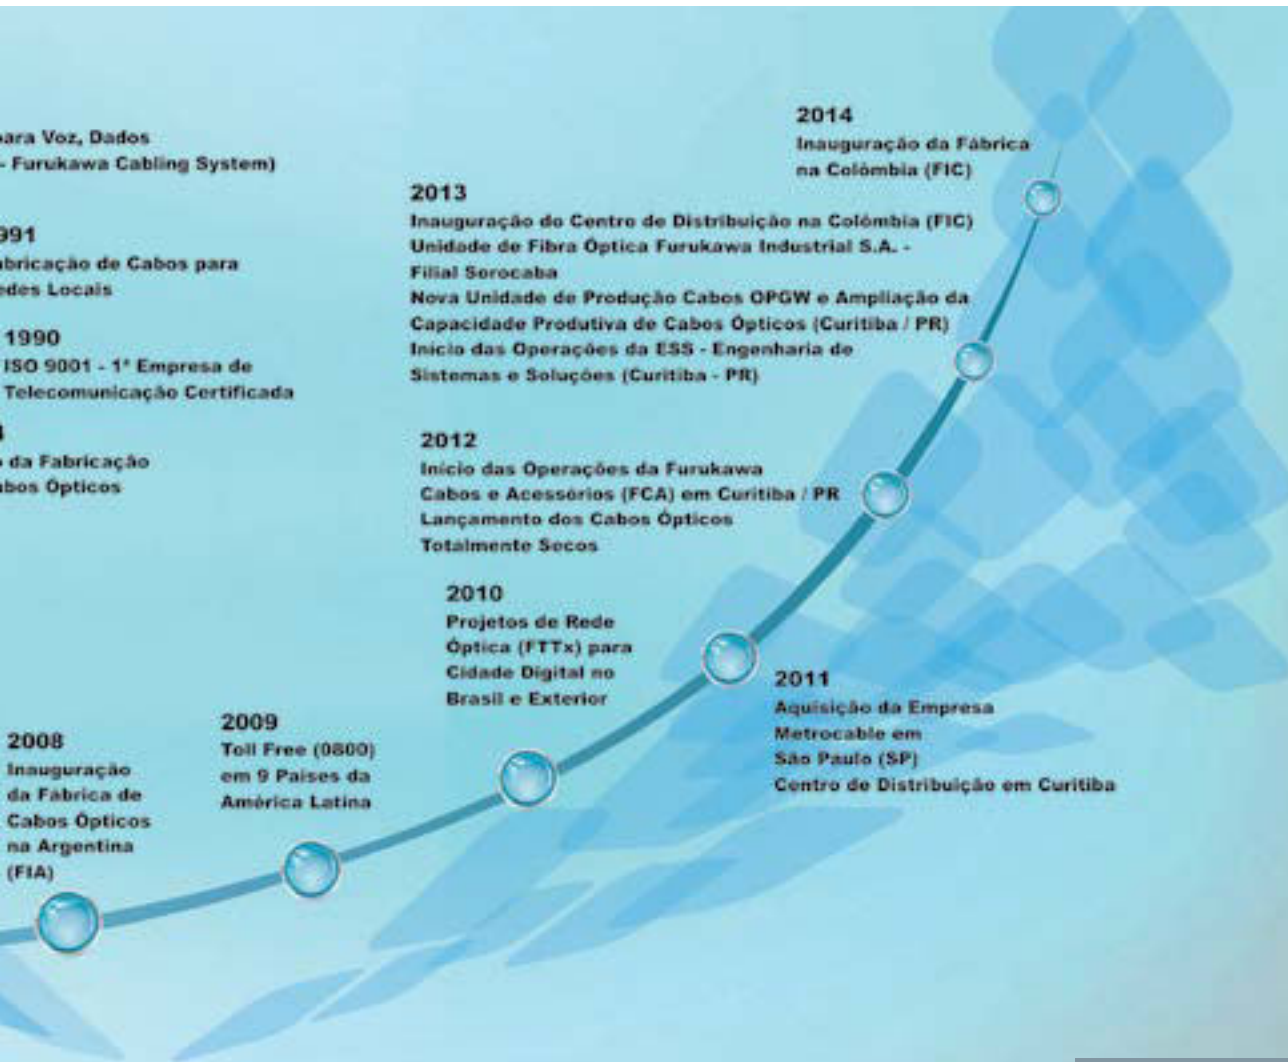 para Voz, Dados
- Furukawa Cabling System)
991
abricação de Cabos para
edes Locais
1990
ISO 9001 - 1ª Empresa de
Telecomunicação Certificada
4
o da Fabricação
abos Ópticos
2008
Inauguração
da Fábrica de
Cabos Ópticos
na Argentina
(FIA)
2009
Toll Free (0800)
em 9 Países da
América Latina
2010
Projetos de Rede
Óptica (FTTx) para
Cidade Digital no
Brasil e Exterior
2011
Aquisição da Empresa
Metrocable em
São Paulo (SP)
Centro de Distribuição em Curitiba
2012
Início das Operações da Furukawa
Cabos e Acessórios (FCA) em Curitiba / PR
Lançamento dos Cabos Ópticos
Totalmente Secos
2013
Inauguração do Centro de Distribuição na Colômbia (FIC)
Unidade de Fibra Óptica Furukawa Industrial S.A. -
Filial Sorocaba
Nova Unidade de Produção Cabos OPGW e Ampliação da
Capacidade Produtiva de Cabos Ópticos (Curitiba / PR)
Início das Operações da ESS - Engenharia de
Sistemas e Soluções (Curitiba - PR)
2014
Inauguração da Fábrica
na Colômbia (FIC)